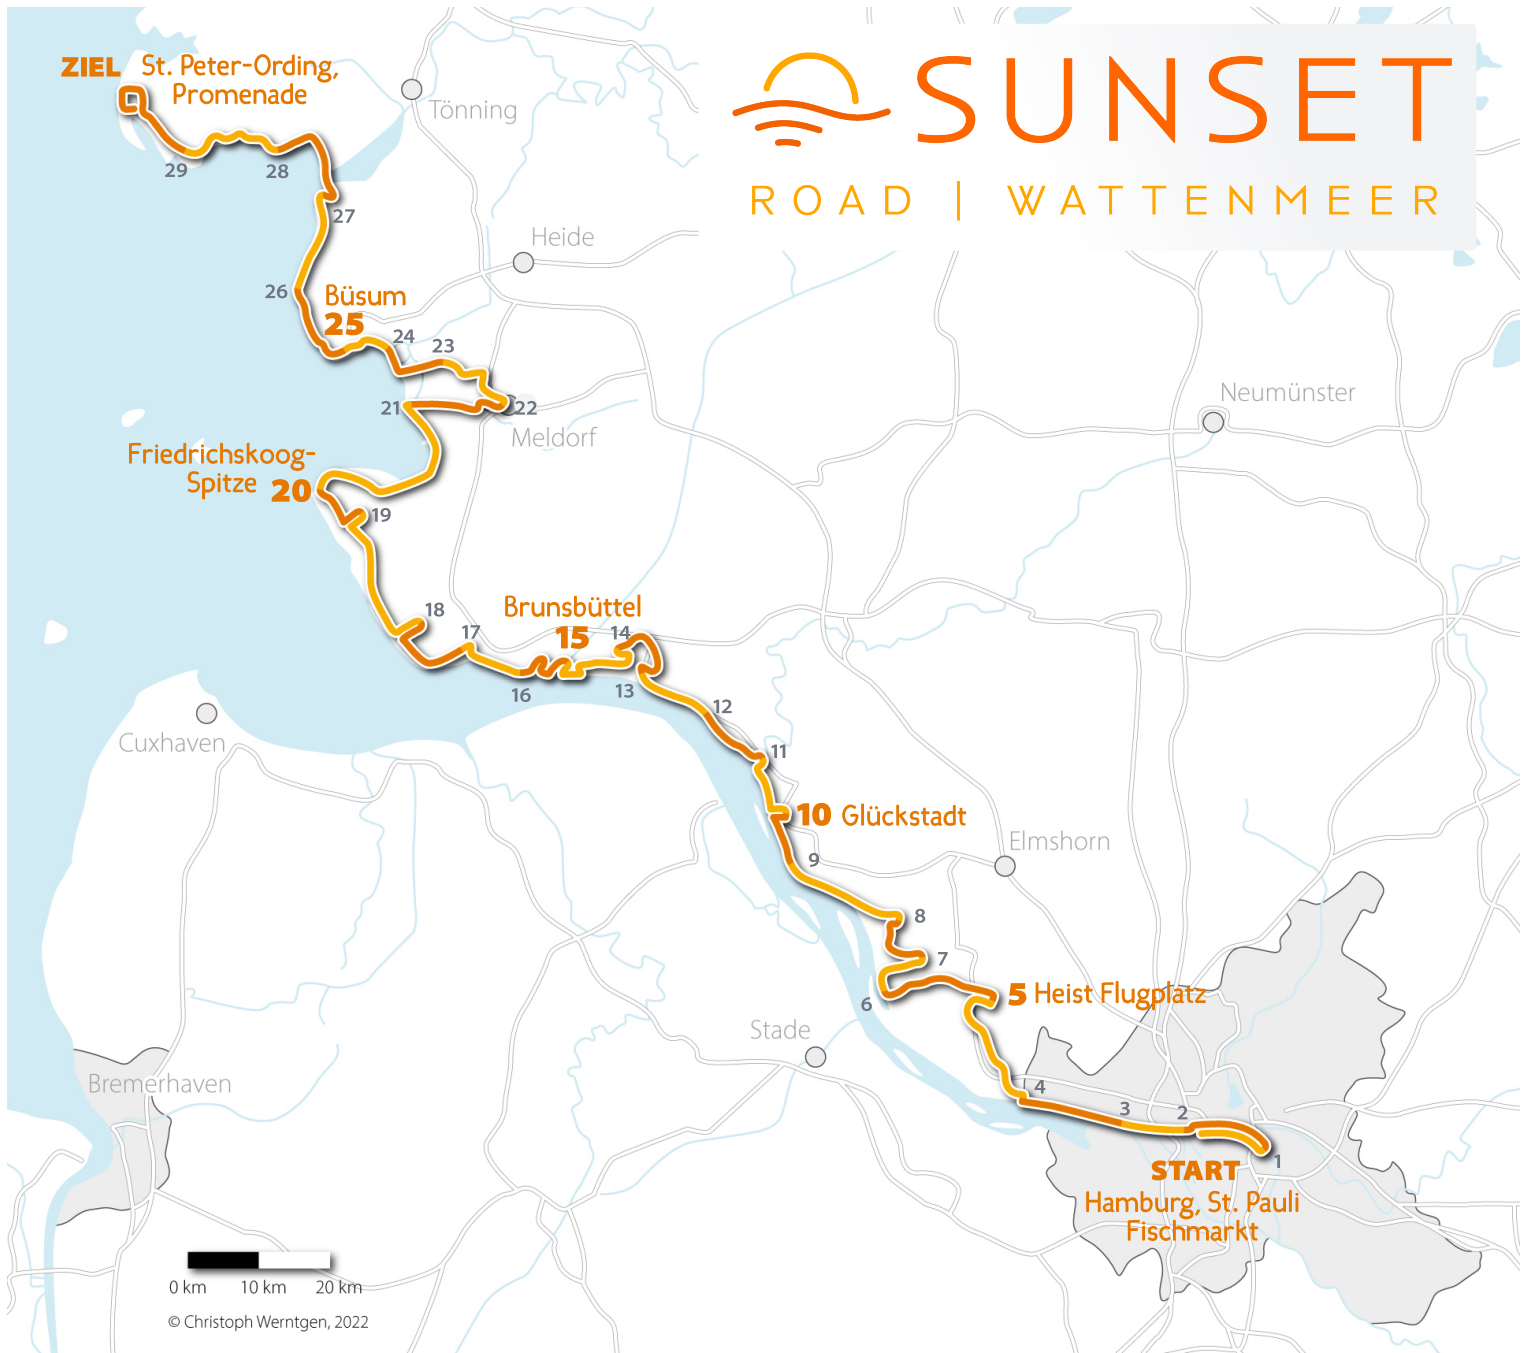 SUNSET
ROAD | WATTENMEER
ZIEL St. Peter-Ording,
Promenade
Tönning
29
28
27
Heide
26
Büsum
25
24
23
22
21
Meldorf
Neumünster
Friedrichskoog-
Spitze 20
19
18
17
Brunsbüttel
15
14
16
13
12
11
Cuxhaven
10 Glückstadt
9
Elmshorn
8
7
6
5 Heist Flugplatz
Stade
Bremerhaven
4
3
2
1
START
Hamburg, St. Pauli
Fischmarkt
0 km 10 km 20 km
© Christoph Werntgen, 2022